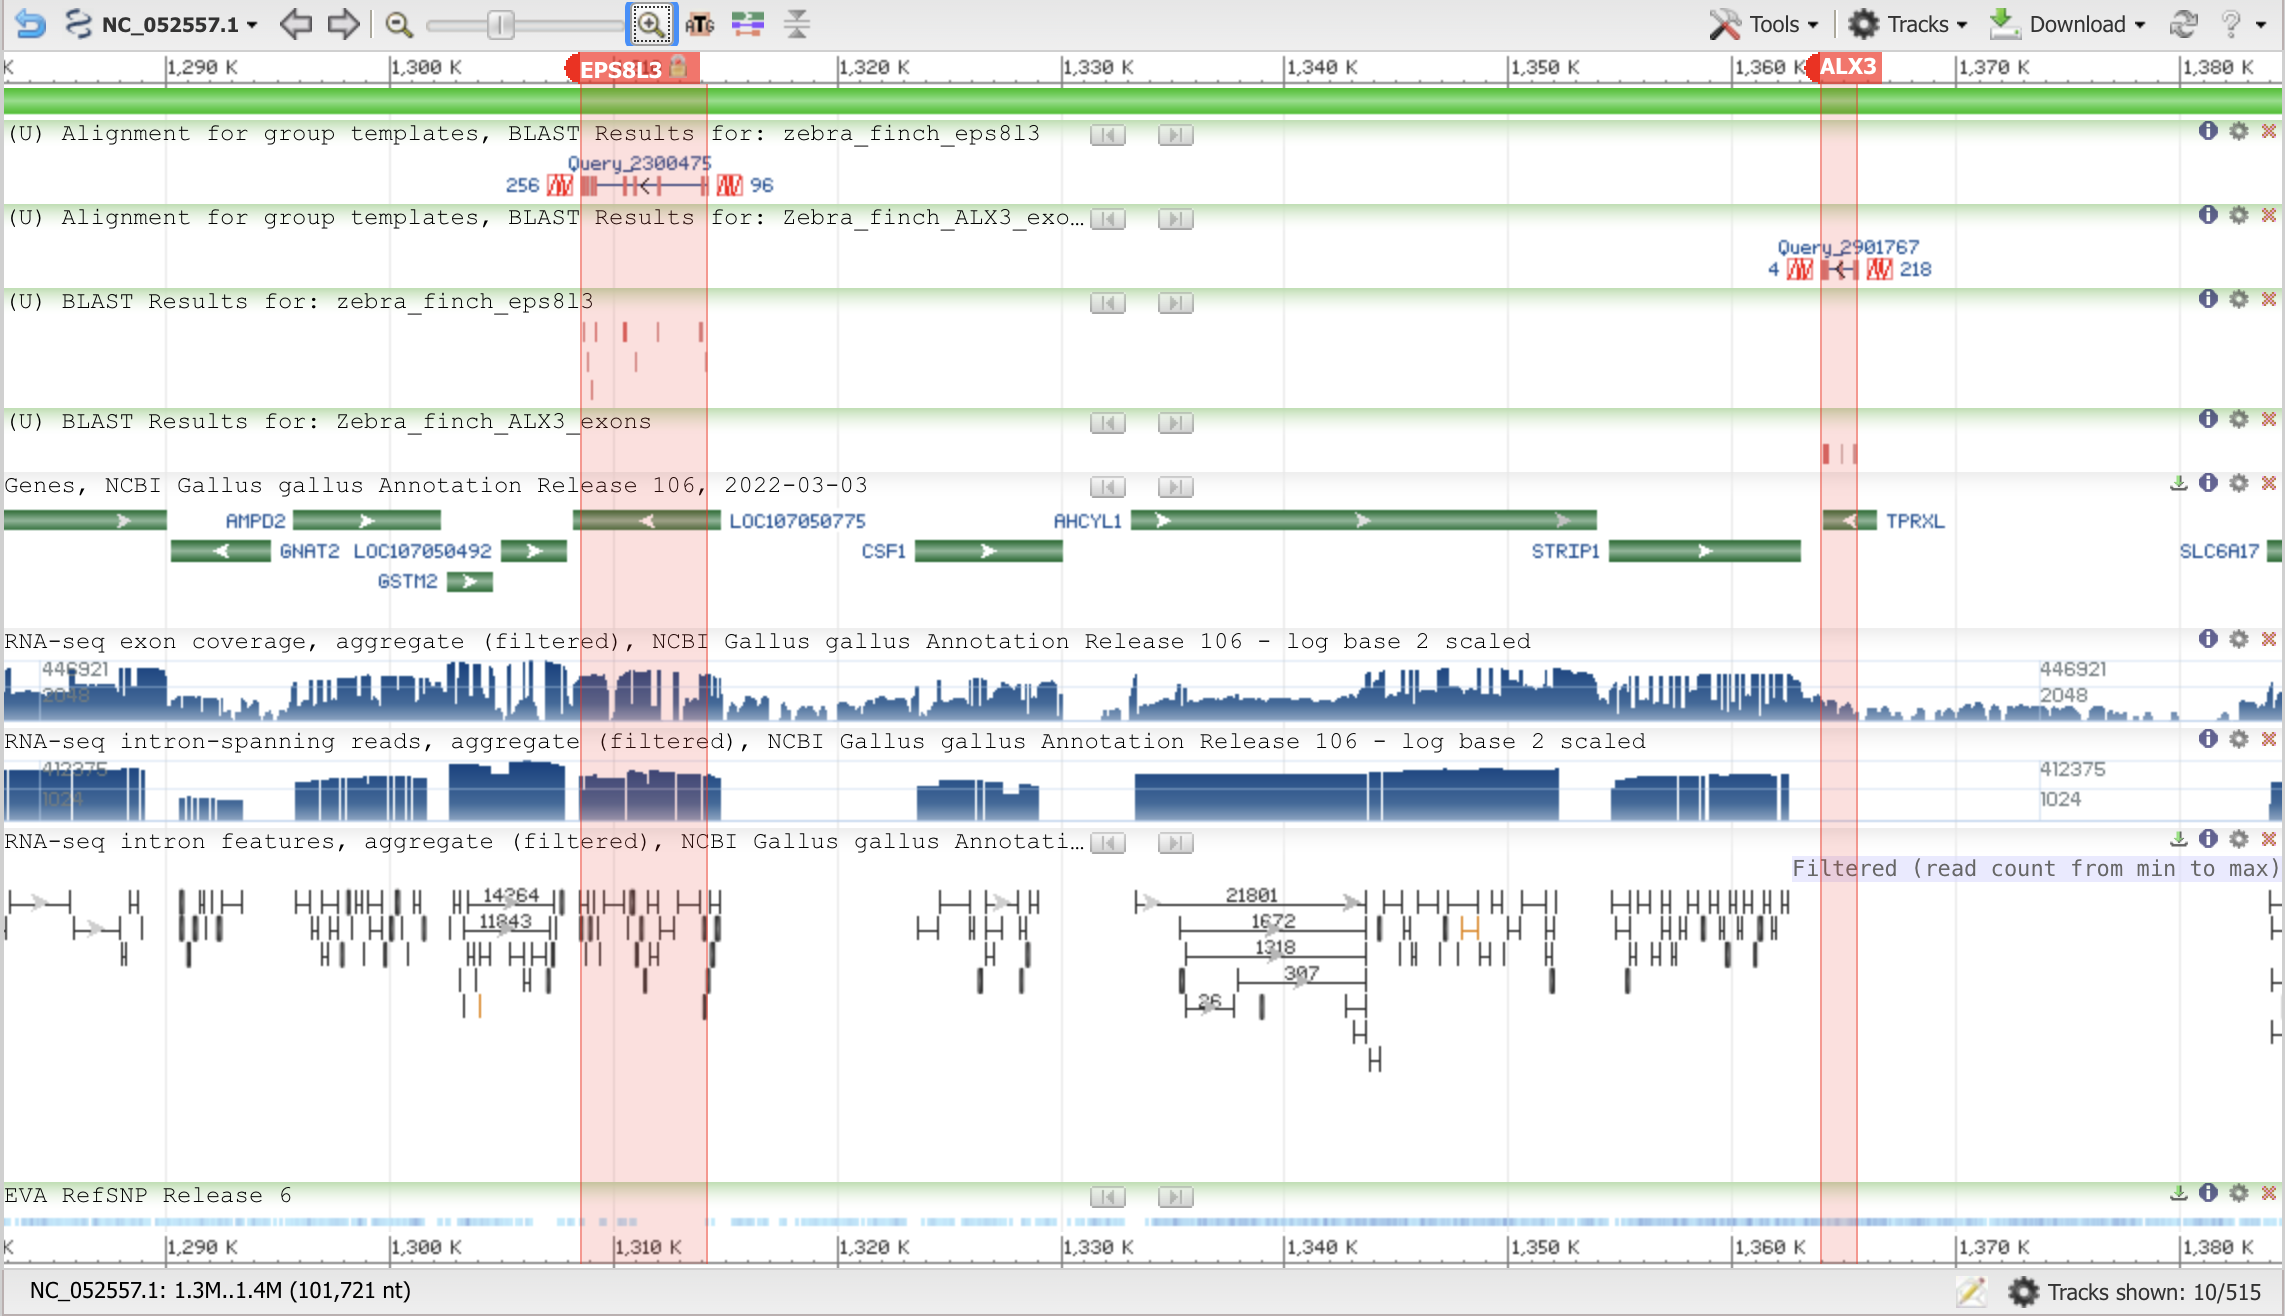 NC_052557.1 ATG Tools Tracks Download ?
K 1,290 K 1,300 K EPS8L3 1,320 K 1,330 K 1,340 K 1,350 K 1,360 K ALX3 1,370 K 1,380 K
(U) Alignment for group templates, BLAST Results for: zebra_finch_eps8l3
Query_2300475
256 96
(U) Alignment for group templates, BLAST Results for: Zebra_finch_ALX3_exo...
Query_2901767
4 218
(U) BLAST Results for: zebra_finch_eps8l3
(U) BLAST Results for: Zebra_finch_ALX3_exons
Genes, NCBI Gallus gallus Annotation Release 106, 2022-03-03
AMPD2 LOC107050775 AHCYL1 TPRXL
GNAT2 LOC107050492 CSF1 STRIP1 SLC6A17
GSTM2
RNA-seq exon coverage, aggregate (filtered), NCBI Gallus gallus Annotation Release 106 - log base 2 scaled
446921 446921
2048 2048
RNA-seq intron-spanning reads, aggregate (filtered), NCBI Gallus gallus Annotation Release 106 - log base 2 scaled
412375 412375
1024 1024
RNA-seq intron features, aggregate (filtered), NCBI Gallus gallus Annotati...
Filtered (read count from min to max)
14264 21801
11843 1672
1318
307
26
EVA RefSNP Release 6
K 1,290 K 1,300 K 1,310 K 1,320 K 1,330 K 1,340 K 1,350 K 1,360 K 1,370 K 1,380 K
NC_052557.1: 1.3M..1.4M (101,721 nt) Tracks shown: 10/515